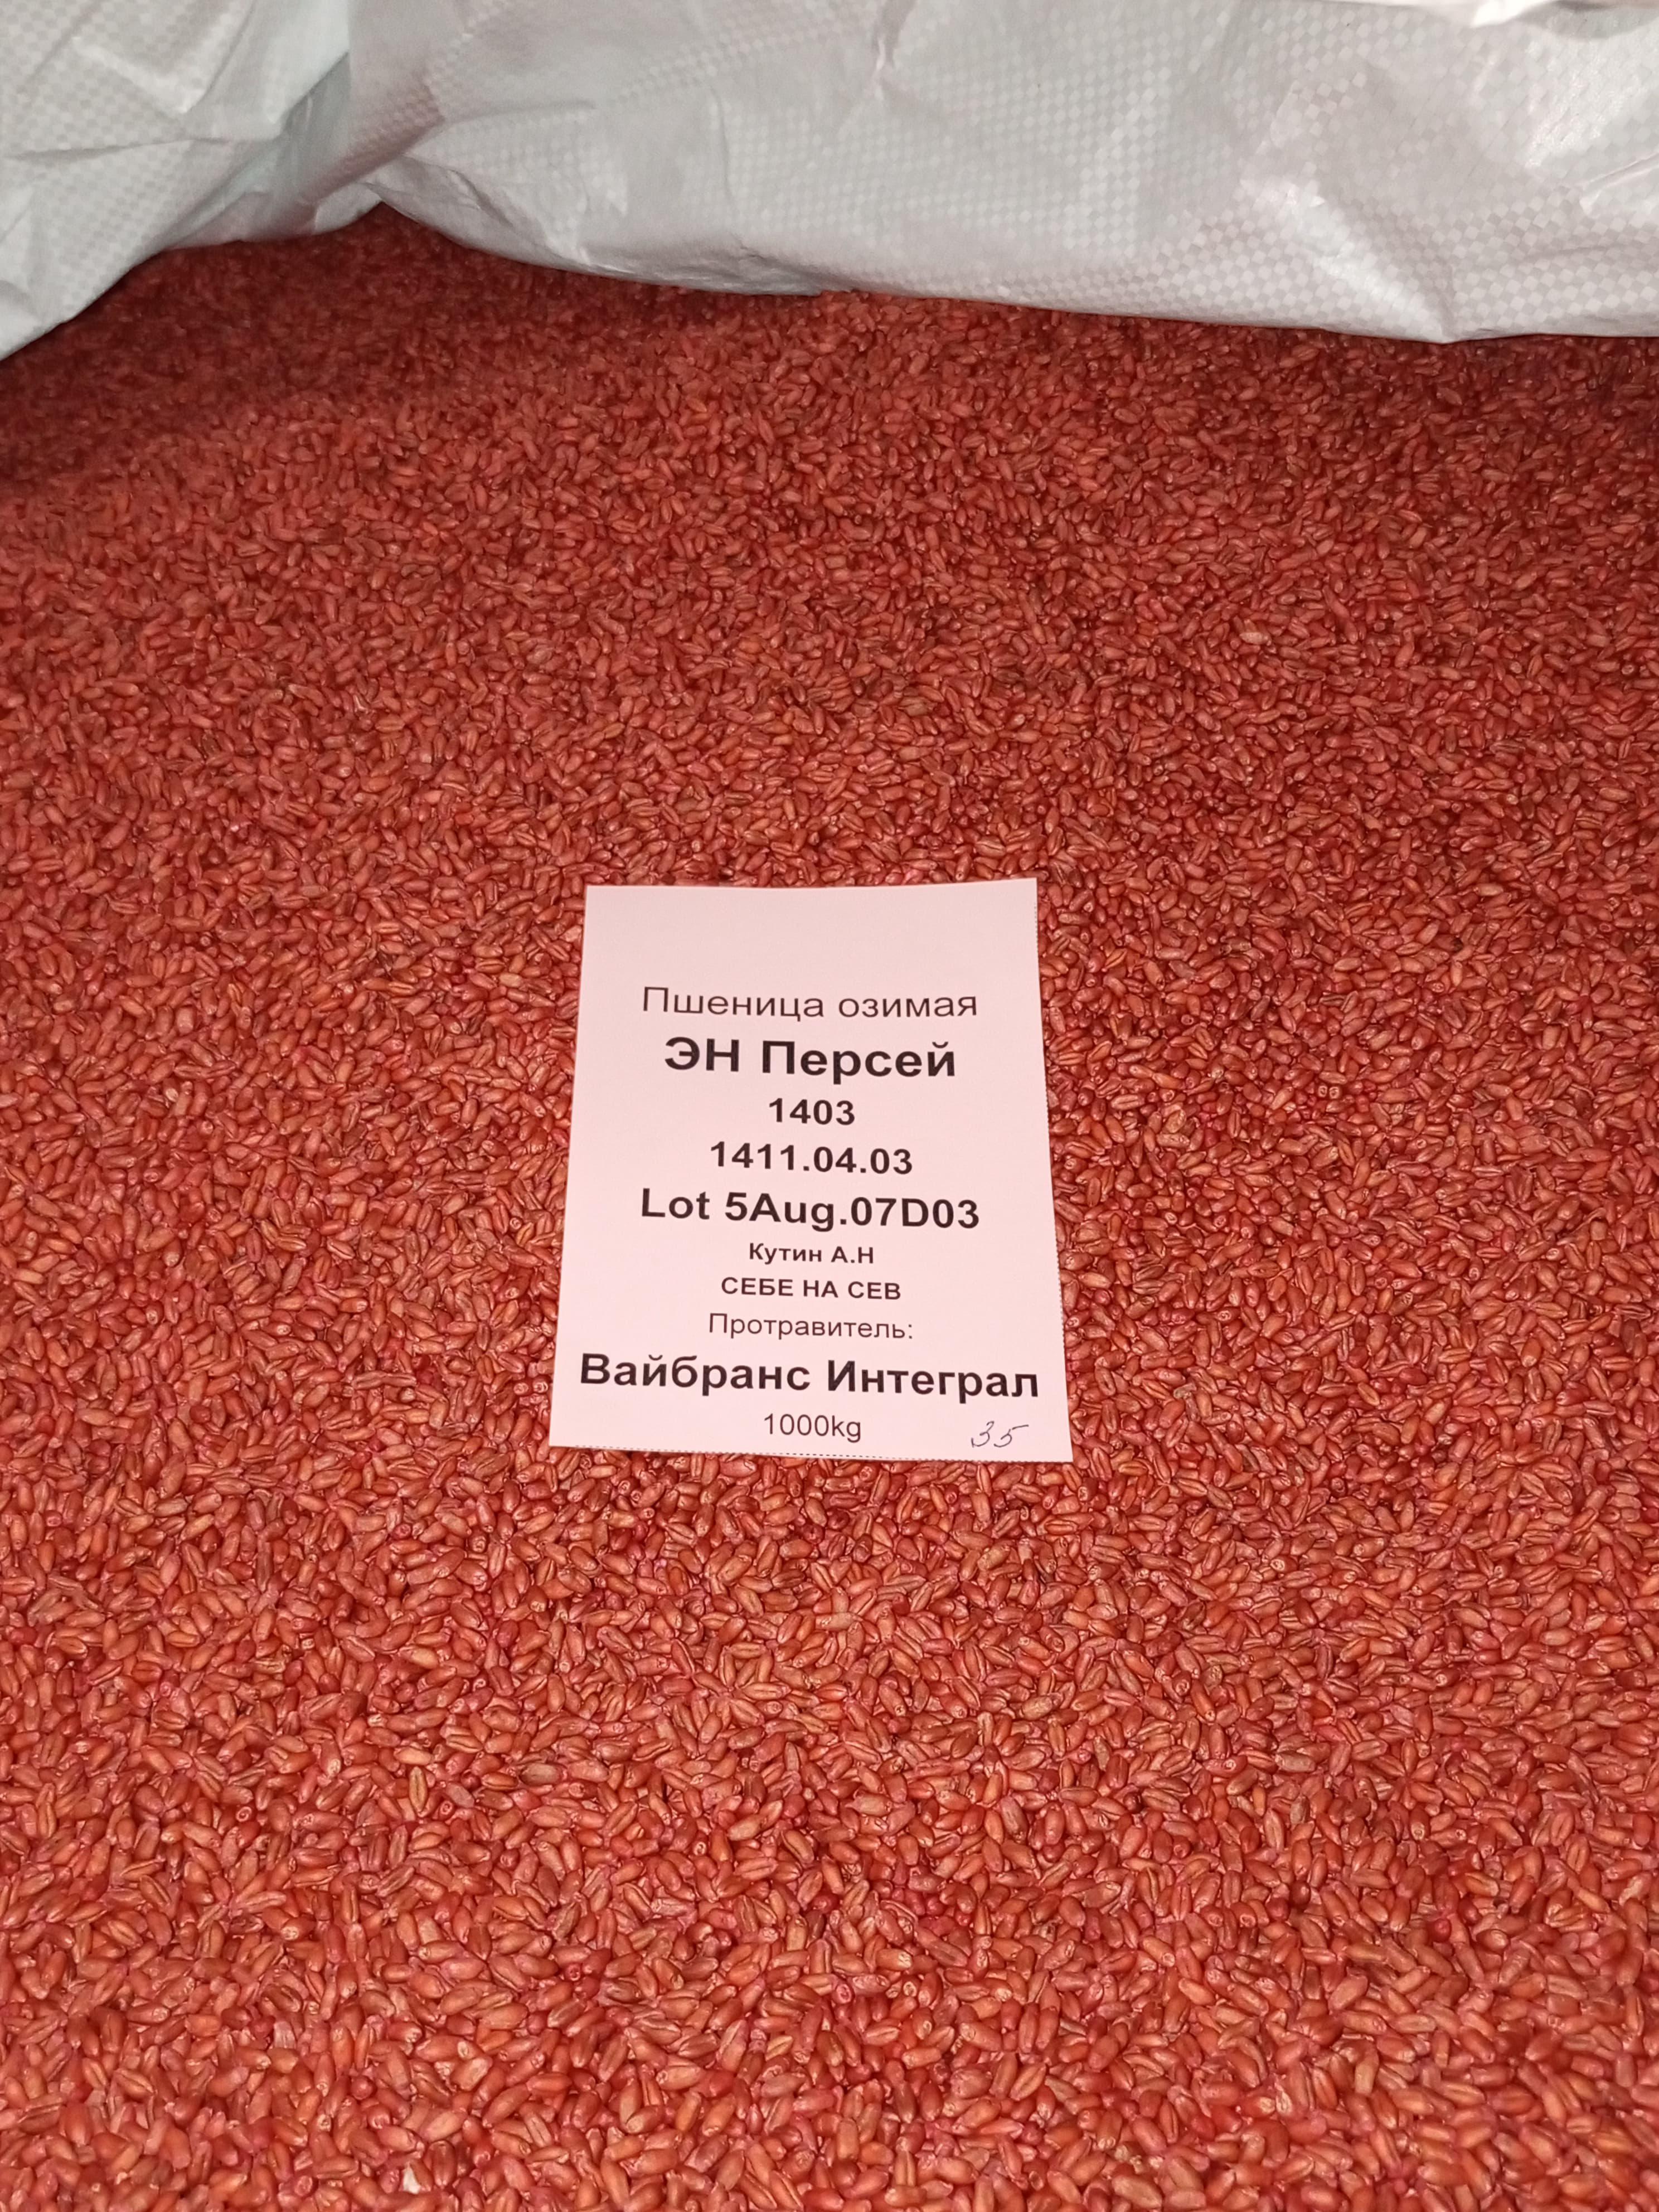 Пшеница озимая
ЭН Персей
1403
1411.04.03
Lot 5Aug.07D03
Кутин А.Н
СЕБЕ НА СЕВ
Протравитель:
Вайбранс Интеграл
1000kg 35